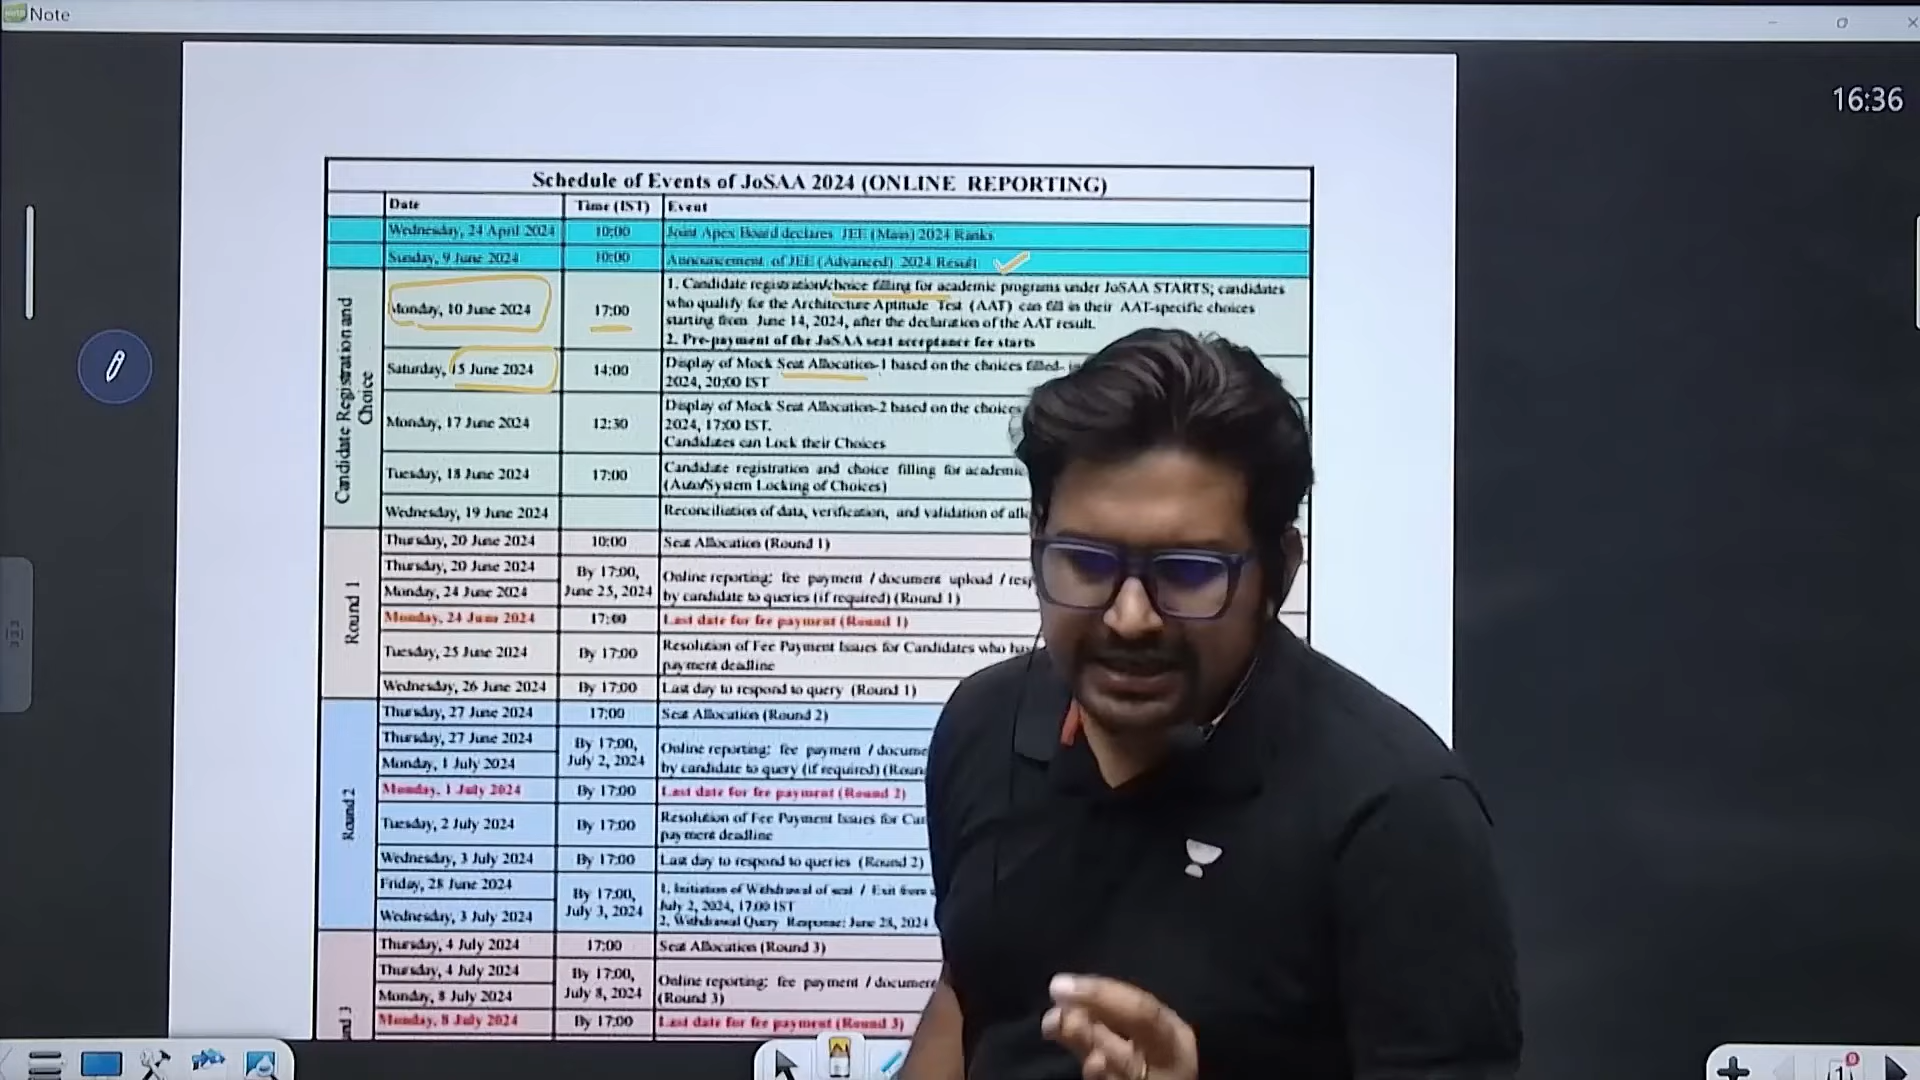 Note
16:36
Schedule of Events of JoSAA 2024 (ONLINE REPORTING)
Date Time (IST) Event
Wednesday, 24 April 2024 10:00 Joint Apex Board declares JEE (Main) 2024 Ranks
Sunday, 9 June 2024 10:00 Announcement of JEE (Advanced) 2024 Result
Candidate Registration and
Choice
Monday, 10 June 2024 17:00
1. Candidate registration/choice filling for academic programs under JoSAA STARTS; candidates
who qualify for the Architecture Aptitude Test (AAT) can fill in their AAT-specific choices
starting from June 14, 2024, after the declaration of the AAT result.
2. Pre-payment of the JoSAA seat acceptance fee starts
Saturday, 15 June 2024 14:00 Display of Mock Seat Allocation-1 based on the choices filled-
2024, 20:00 IST
Monday, 17 June 2024 12:30 Display of Mock Seat Allocation-2 based on the choices
2024, 17:00 IST.
Candidates can Lock their Choices
Tuesday, 18 June 2024 17:00 Candidate registration and choice filling for academic
(Auto/System Locking of Choices)
Wednesday, 19 June 2024 Reconciliation of data, verification, and validation of
Round 1
Thursday, 20 June 2024 10:00 Seat Allocation (Round 1)
Thursday, 20 June 2024
Monday, 24 June 2024
By 17:00,
June 25, 2024
Online reporting: fee payment / document upload /
by candidate to queries (if required) (Round 1)
Monday, 24 June 2024 17:00 Last date for fee payment (Round 1)
Tuesday, 25 June 2024 By 17:00 Resolution of Fee Payment Issues for Candidates who
payment deadline
Wednesday, 26 June 2024 By 17:00 Last day to respond to query (Round 1)
Round 2
Thursday, 27 June 2024 17:00 Seat Allocation (Round 2)
Thursday, 27 June 2024
Monday, 1 July 2024
By 17:00,
July 2, 2024
Online reporting: fee payment /
by candidate to query (if required)
Monday, 1 July 2024 By 17:00 Last date for fee payment (Round 2)
Tuesday, 2 July 2024 By 17:00 Resolution of Fee Payment Issues for
payment deadline
Wednesday, 3 July 2024 By 17:00 Last day to respond to queries (Round 2)
Friday, 28 June 2024
Wednesday, 3 July 2024
By 17:00,
July 3, 2024
1. Initiation of Withdrawal of seat / Exit from
July 2, 2024, 17:00 IST
2. Withdrawal Query Response: June 28, 2024
Thursday, 4 July 2024 17:00 Seat Allocation (Round 3)
Thursday, 4 July 2024
Monday, 8 July 2024
By 17:00,
July 8, 2024
Online reporting: fee payment /
(Round 3)
Monday, 8 July 2024 By 17:00 Last date for fee payment (Round 3)